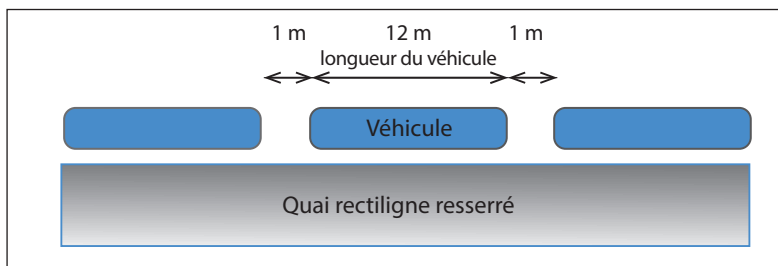 1 m 12 m 1 m
longueur du véhicule
Véhicule
Quai rectiligne resserré